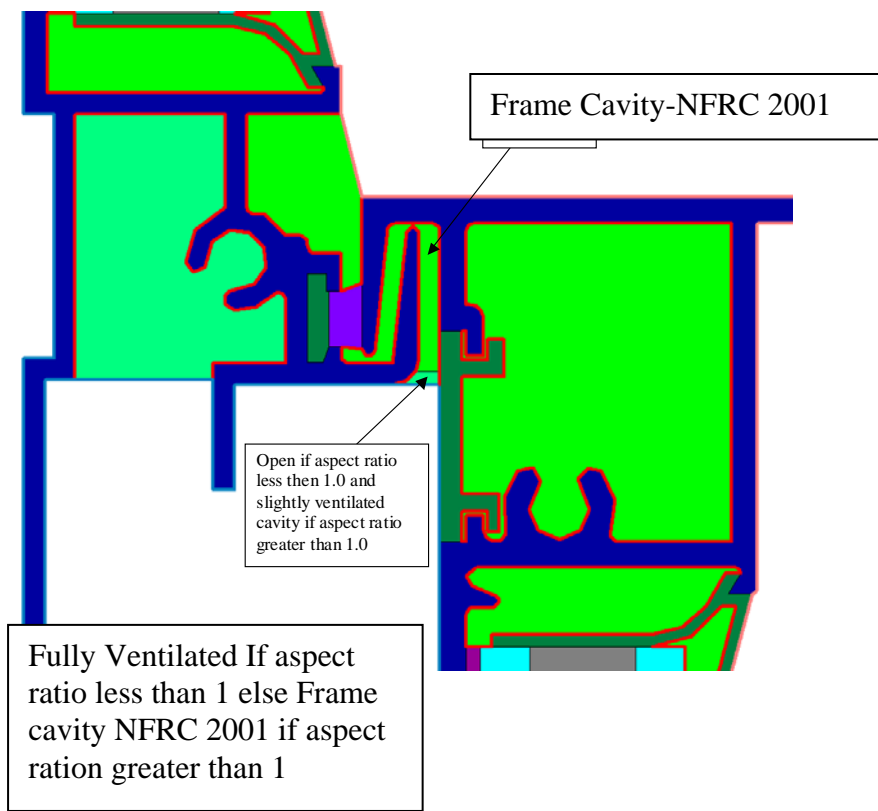 Frame Cavity-NFRC 2001
Open if aspect ratio
less then 1.0 and
slightly ventilated
cavity if aspect ratio
greater than 1.0
Fully Ventilated If aspect
ratio less than 1 else Frame
cavity NFRC 2001 if aspect
ration greater than 1